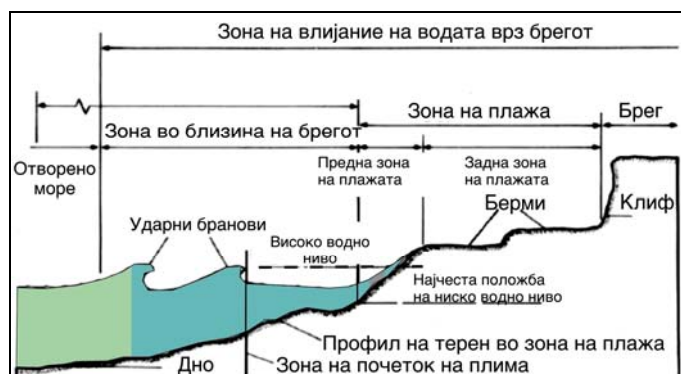 Зона на влијание на водата врз брегот
Зона на плажа
Брег
Зона во близина на брегот
Отворено
море
Предна зона
на плажата
Задна зона
на плажата
Берми
Клиф
Ударни бранови
Високо водно
ниво
Најчеста положба
на ниско водно ниво
Профил на терен во зона на плажа
Дно
Зона на почеток на плима